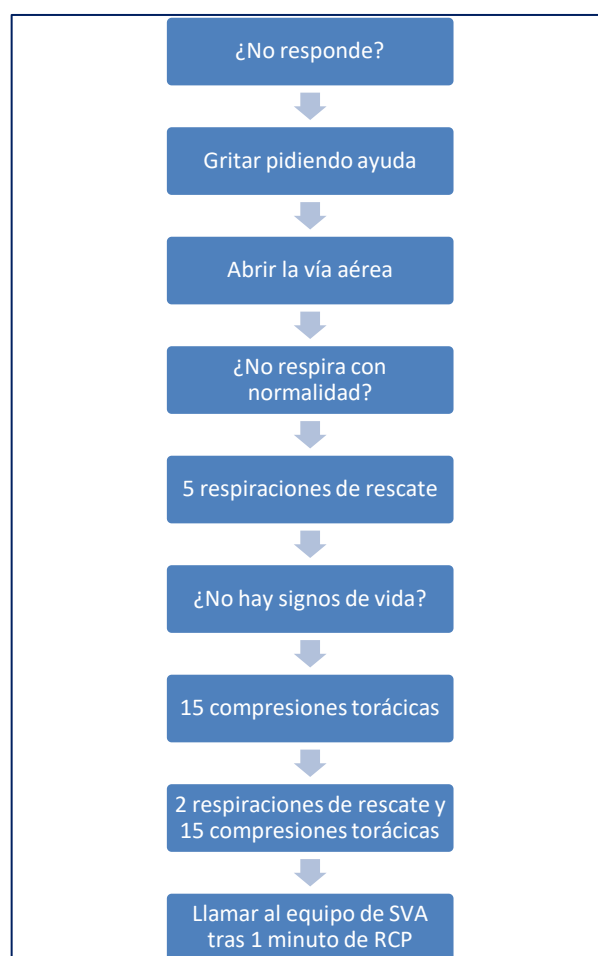 ¿No responde?
Gritar pidiendo ayuda
Abrir la vía aérea
¿No respira con
normalidad?
5 respiraciones de rescate
¿No hay signos de vida?
15 compresiones torácicas
2 respiraciones de rescate y
15 compresiones torácicas
Llamar al equipo de SVA
tras 1 minuto de RCP